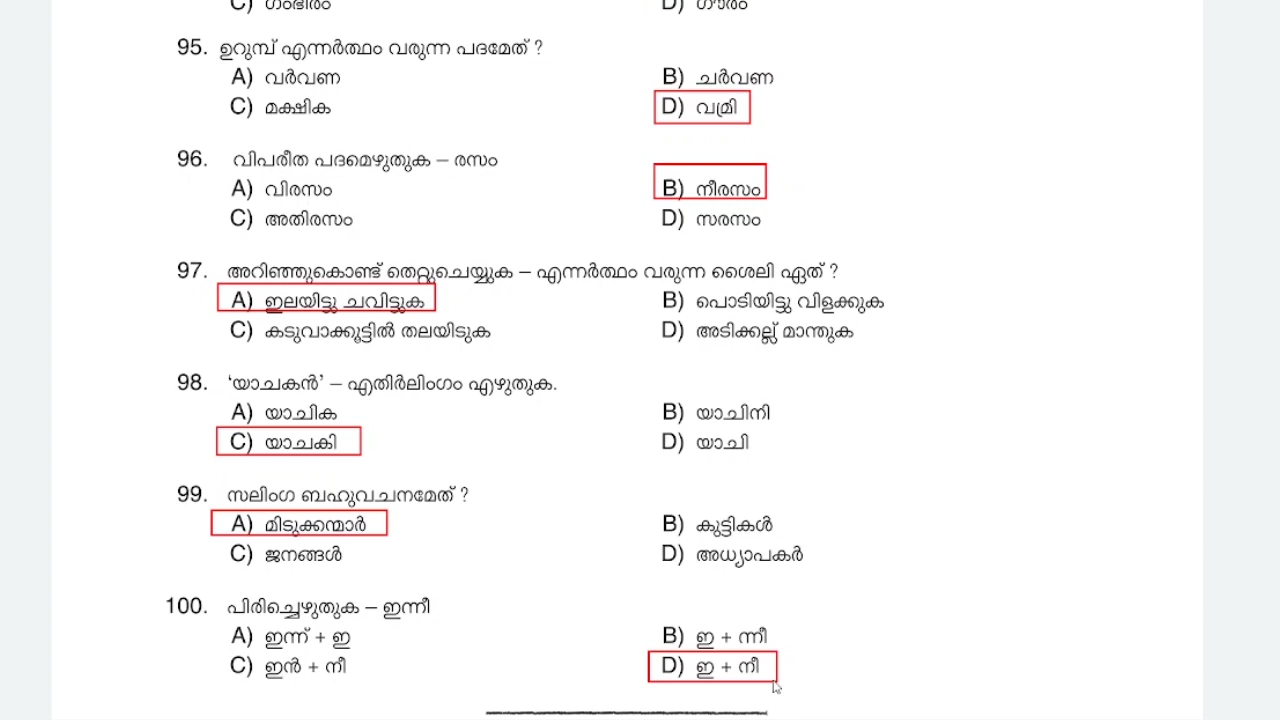 C) ഗംഭീരം D) ഗൗരം
95. ഉറുമ്പ് എന്നർത്ഥം വരുന്ന പദമേത് ?
A) വർവണ B) ചർവണ
C) മക്ഷിക D) വമ്രി
96. വിപരീത പദമെഴുതുക – രസം
A) വിരസം B) നീരസം
C) അതിരസം D) സരസം
97. അറിഞ്ഞുകൊണ്ട് തെറ്റുചെയ്യുക – എന്നർത്ഥം വരുന്ന ശൈലി ഏത് ?
A) ഇലയിട്ടു ചവിട്ടുക B) പൊടിയിട്ടു വിളക്കുക
C) കടുവാക്കൂട്ടിൽ തലയിടുക D) അടിക്കല്ല് മാന്തുക
98. ‘യാചകൻ’ – എതിർലിംഗം എഴുതുക.
A) യാചിക B) യാചിനി
C) യാചകി D) യാചി
99. സലിംഗ ബഹുവചനമേത് ?
A) മിടുക്കന്മാർ B) കുട്ടികൾ
C) ജനങ്ങൾ D) അധ്യാപകർ
100. പിരിച്ചെഴുതുക – ഇന്നീ
A) ഇന്ന് + ഇ B) ഇ + ന്നീ
C) ഇൻ + നീ D) ഇ + നീ